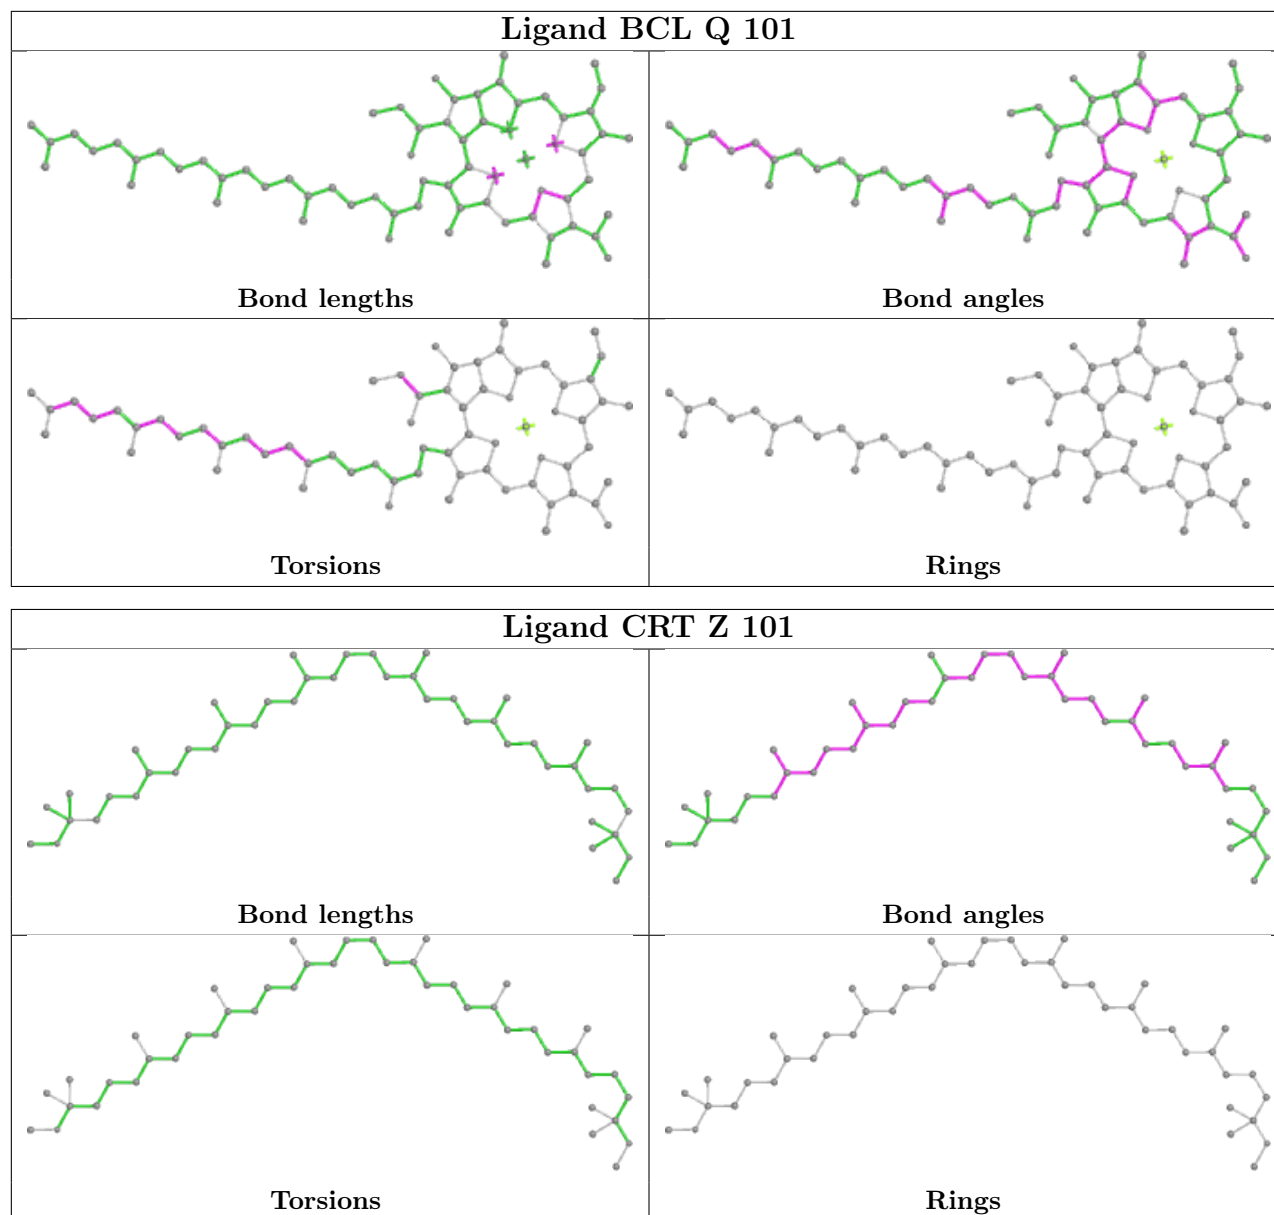 Ligand BCL Q 101
Bond lengths
Bond angles
Torsions
Rings
Ligand CRT Z 101
Bond lengths
Bond angles
Torsions
Rings